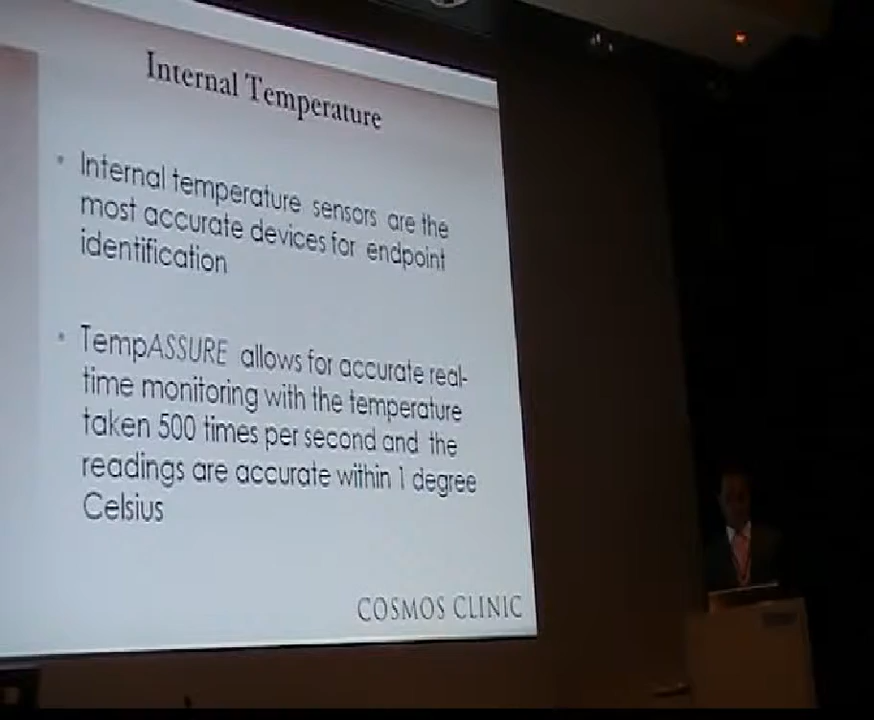 Internal Temperature
• Internal temperature sensors are the
most accurate devices for endpoint
identification
• TempASSURE allows for accurate real-
time monitoring with the temperature
taken 500 times per second and the
readings are accurate within 1 degree
Celsius
COSMOS CLINIC